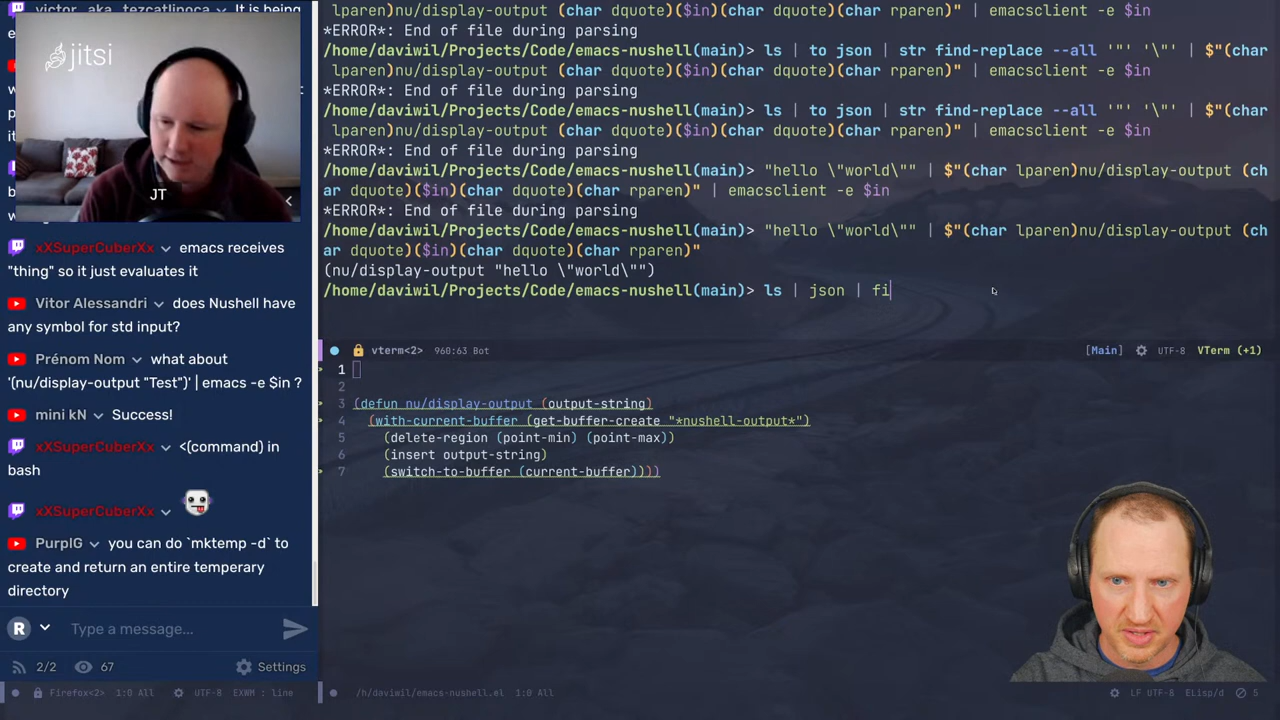 victor_aka_tezcatlipoca It is being
jitsi
JT
xXSuperCuberXx emacs receives
"thing" so it just evaluates it
Vitor Alessandri does Nushell have
any symbol for std input?
Prénom Nom what about
'(nu/display-output "Test")' | emacs -e $in ?
mini kN Success!
xXSuperCuberXx <(command) in
bash
xXSuperCuberXx
PurplG you can do `mktemp -d` to
create and return an entire temporary
directory
R Type a message...
2/2 67 Settings
Firefox<2> 1:0 All UTF-8 EXWM : line
lparen)nu/display-output (char dquote)($in)(char dquote)(char rparen)" | emacsclient -e $in
*ERROR*: End of file during parsing
/home/daviwil/Projects/Code/emacs-nushell(main)> ls | to json | str find-replace --all '"' '\"' | $"(char
lparen)nu/display-output (char dquote)($in)(char dquote)(char rparen)" | emacsclient -e $in
*ERROR*: End of file during parsing
/home/daviwil/Projects/Code/emacs-nushell(main)> ls | to json | str find-replace --all '"' '\"' | $"(char
lparen)nu/display-output (char dquote)($in)(char dquote)(char rparen)" | emacsclient -e $in
*ERROR*: End of file during parsing
/home/daviwil/Projects/Code/emacs-nushell(main)> "hello \"world\"" | $"(char lparen)nu/display-output (ch
ar dquote)($in)(char dquote)(char rparen)" | emacsclient -e $in
*ERROR*: End of file during parsing
/home/daviwil/Projects/Code/emacs-nushell(main)> "hello \"world\"" | $"(char lparen)nu/display-output (ch
ar dquote)($in)(char dquote)(char rparen)"
(nu/display-output "hello \"world\"")
/home/daviwil/Projects/Code/emacs-nushell(main)> ls | json | fi
vterm<2> 960:63 Bot [Main] UTF-8 VTerm (+1)
1
2
3 (defun nu/display-output (output-string)
4 (with-current-buffer (get-buffer-create "*nushell-output*")
5 (delete-region (point-min) (point-max))
6 (insert output-string)
7 (switch-to-buffer (current-buffer))))
/h/daviwil/emacs-nushell.el 1:0 All LF UTF-8 ELisp/d 5